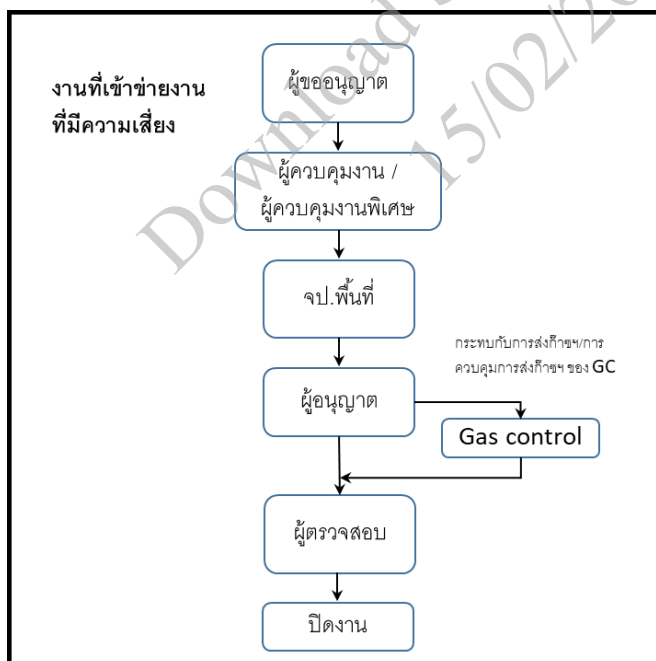 งานที่เข้าข่ายงาน
ที่มีความเสี่ยง
ผู้ขออนุญาต
ผู้ควบคุมงาน /
ผู้ควบคุมงานพิเศษ
จป.พื้นที่
ผู้อนุญาต
กระทบกับการส่งก๊าซฯ/การ
ควบคุมการส่งก๊าซฯ ของ GC
Gas control
ผู้ตรวจสอบ
ปิดงาน
Download
15/02/20